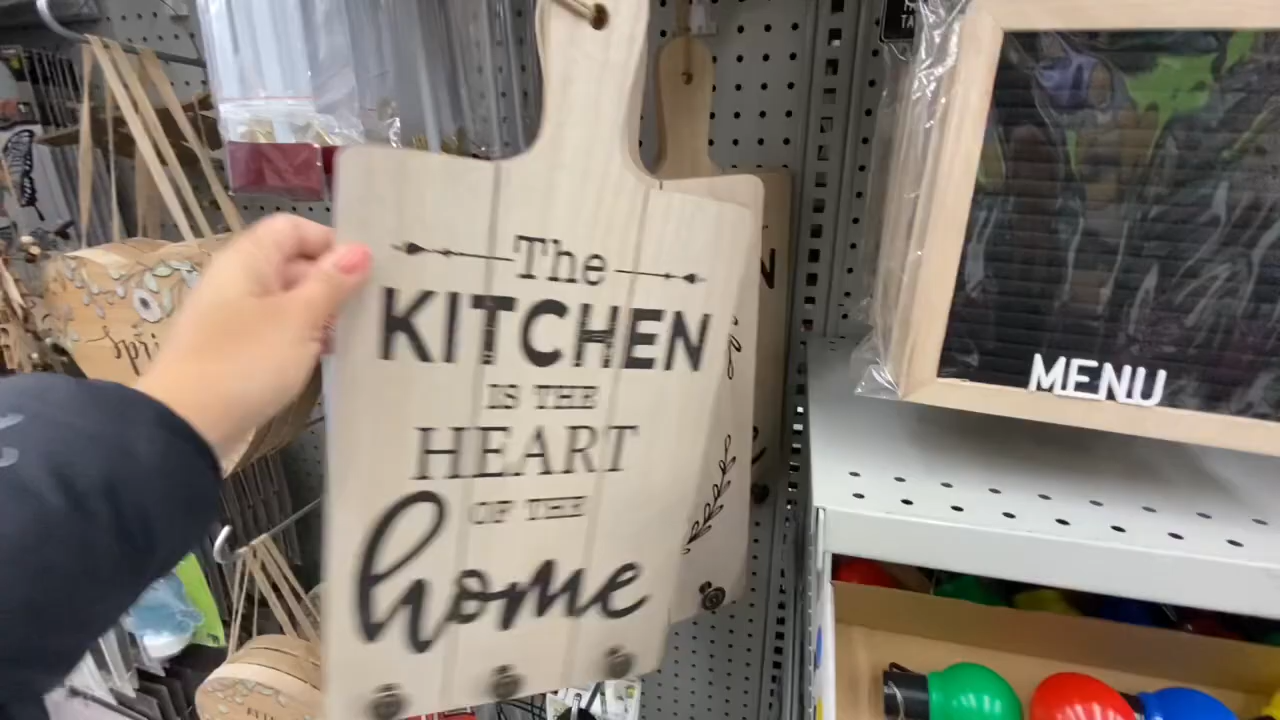 The
KITCHEN
IS THE
HEART
OF THE
home
MENU